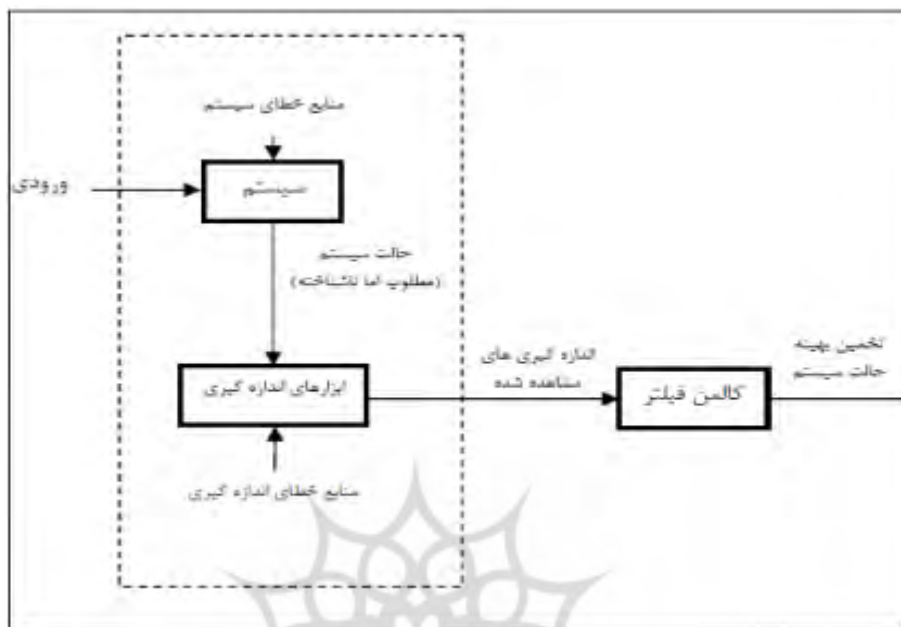 منابع خطای سیستم
ورودی
سیستم
حالت سیستم
(مطلوب اما ناشناخته)
ابزارهای اندازه گیری
اندازه گیری های
مشاهده شده
کالمن فیلتر
تخمین بهینه
حالت سیستم
منابع خطای اندازه گیری